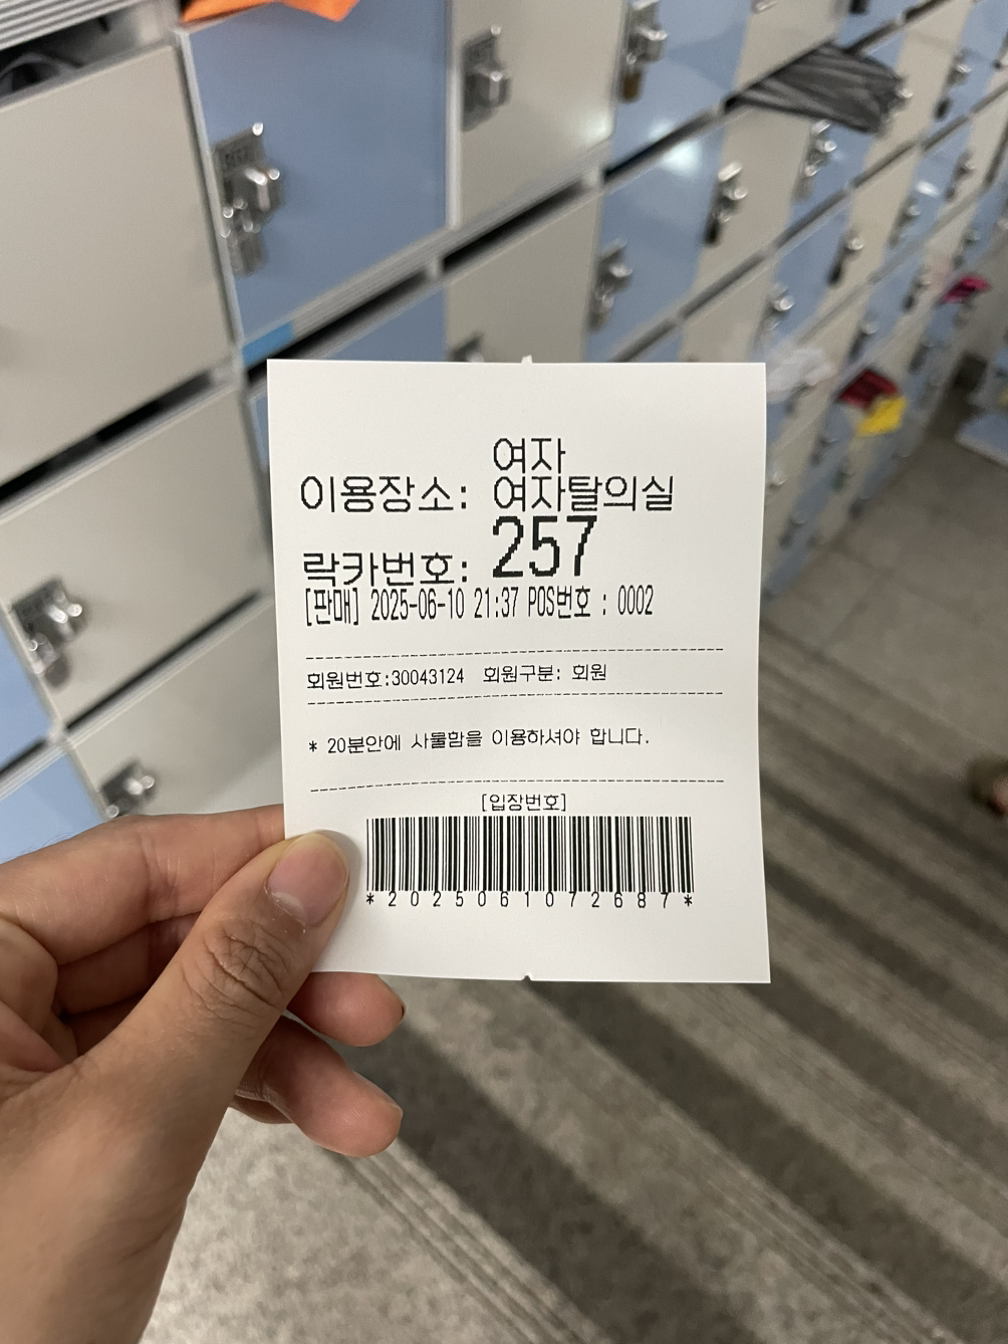 여자
이용장소: 여자탈의실
락카번호: 257
[판매] 2025-06-10 21:37 POS번호 : 0002
회원번호:30043124 회원구분: 회원
* 20분안에 사물함을 이용하셔야 합니다.
[입장번호]
*2025061072687*